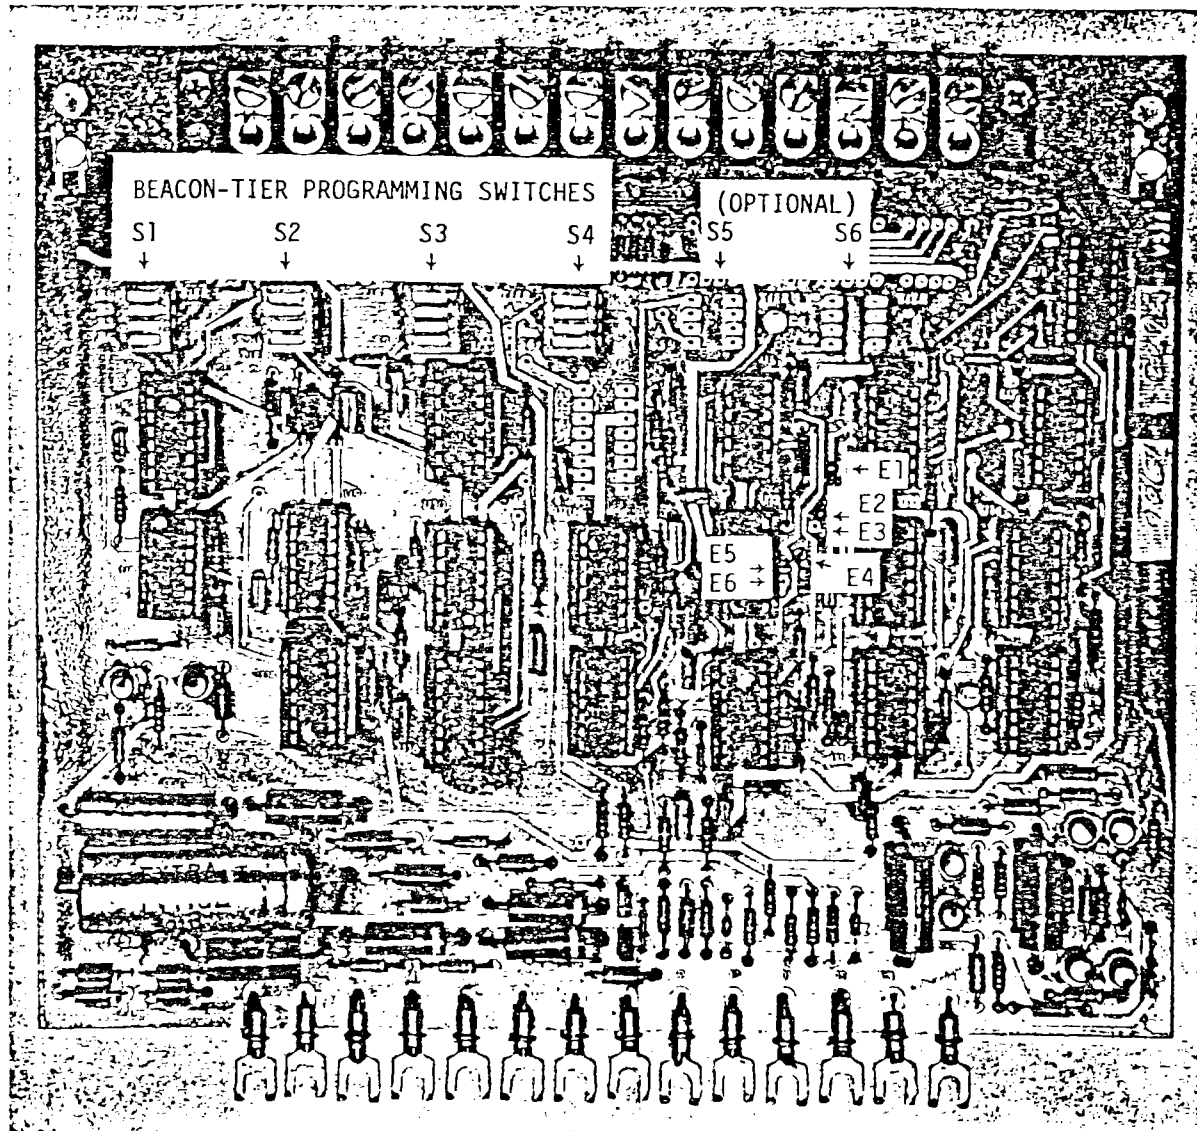 BEACON-TIER PROGRAMMING SWITCHES
S1 S2 S3 S4
↓ ↓ ↓ ↓
(OPTIONAL)
S5 S6
↓ ↓
← E1
E2
←
← E3
E5 →
E6 →
←
E4